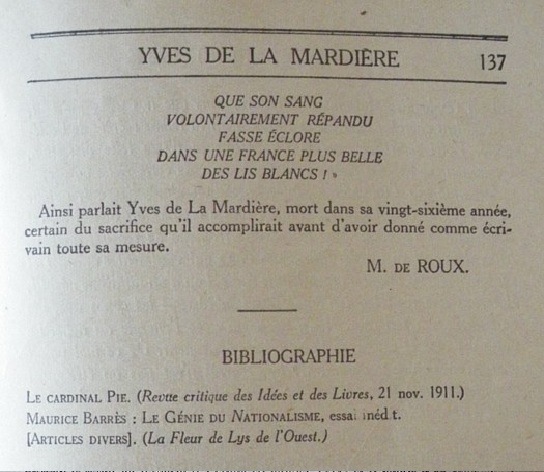 YVES DE LA MARDIÈRE 137
QUE SON SANG
VOLONTAIREMENT RÉPANDU
FASSE ÉCLORE
DANS UNE FRANCE PLUS BELLE
DES LIS BLANCS ! »
Ainsi parlait Yves de La Mardière, mort dans sa vingt-sixième année,
certain du sacrifice qu'il accomplirait avant d'avoir donné comme écri-
vain toute sa mesure.
M. DE ROUX.
BIBLIOGRAPHIE
LE CARDINAL PIE. (Revue critique des Idées et des Livres, 21 nov. 1911.)
MAURICE BARRÈS : LE GÉNIE DU NATIONALISME, essai inédit.
[ARTICLES DIVERS]. (La Fleur de Lys de l'Ouest.)